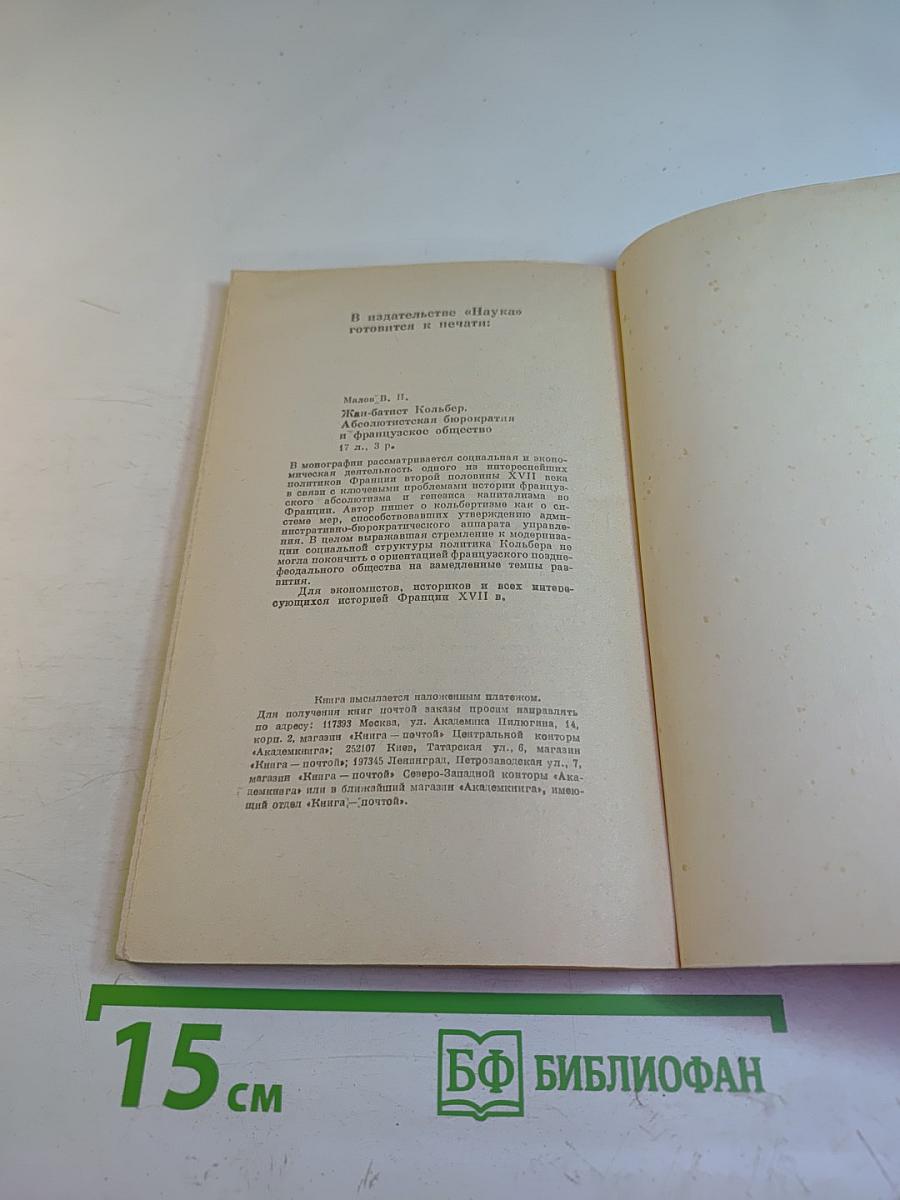 В издательстве «Наука»
готовится к печати:
Малов В. Н.
Жан-батист Кольбер.
Абсолютистская бюрократия
и французское общество
17 л., 3 р.
В монографии рассматривается социальная и эконо-
мическая деятельность одного из интереснейших
политиков Франции второй половины XVII века
в связи с ключевыми проблемами истории француз-
ского абсолютизма и генезиса капитализма во
Франции. Автор пишет о кольбертизме как о си-
стеме мер, способствовавших утверждению адми-
нистративно-бюрократического аппарата управле-
ния. В целом выражавшая стремление к модерниза-
ции социальной структуры политика Кольбера не
могла покончить с ориентацией французского поздне-
феодального общества на замедленные темпы раз-
вития.
Для экономистов, историков и всех интере-
сующихся историей Франции XVII в.
Книга высылается наложенным платежом.
Для получения книг почтой заказы просим направлять
по адресу: 117393 Москва, ул. Академика Пилюгина, 14,
корп. 2, магазин «Книга — почтой» Центральной конторы
«Академкнига»; 252107 Киев, Татарская ул., 6, магазин
«Книга — почтой»; 197345 Ленинград, Петрозаводская ул., 7,
магазин «Книга — почтой» Северо-Западной конторы «Ака-
демкнига» или в ближайший магазин «Академкнига», имею-
щий отдел «Книга — почтой».
15 см
БФ БИБЛИОФАН